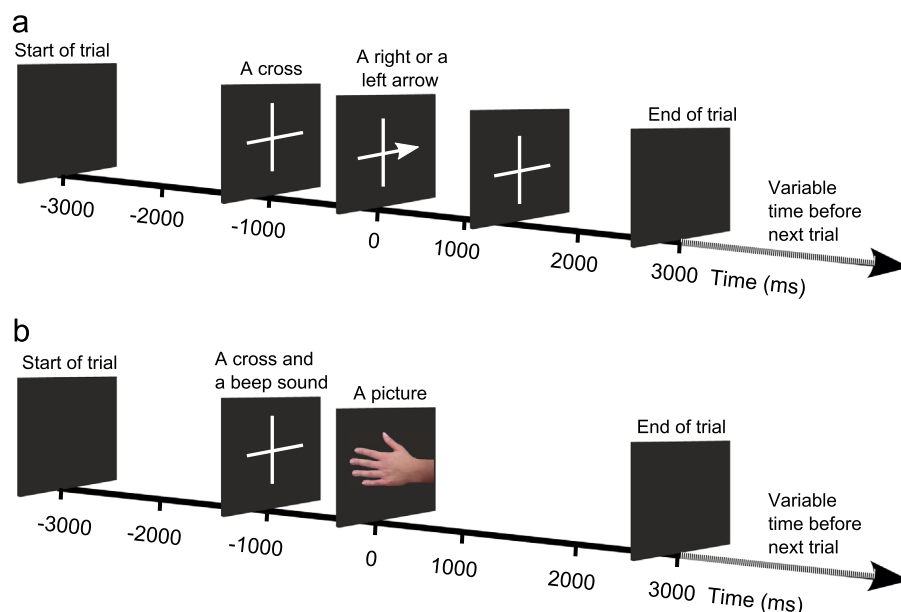 a
Start of trial
A cross
A right or a
left arrow
End of trial
Variable
time before
next trial
-3000
-2000
-1000
0
1000
2000
3000
Time (ms)
b
Start of trial
A cross and
a beep sound
A picture
End of trial
Variable
time before
next trial
-3000
-2000
-1000
0
1000
2000
3000
Time (ms)